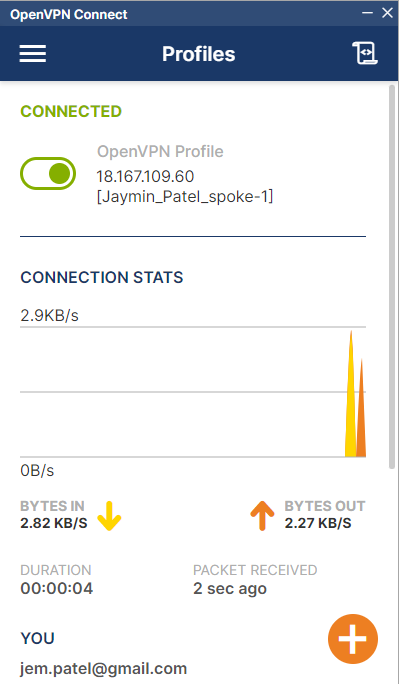 OpenVPN Connect
Profiles
CONNECTED
OpenVPN Profile
18.167.109.60
[Jaymin_Patel_spoke-1]
CONNECTION STATS
2.9KB/s
0B/s
BYTES IN
2.82 KB/S
BYTES OUT
2.27 KB/S
DURATION
00:00:04
PACKET RECEIVED
2 sec ago
YOU
jem.patel@gmail.com